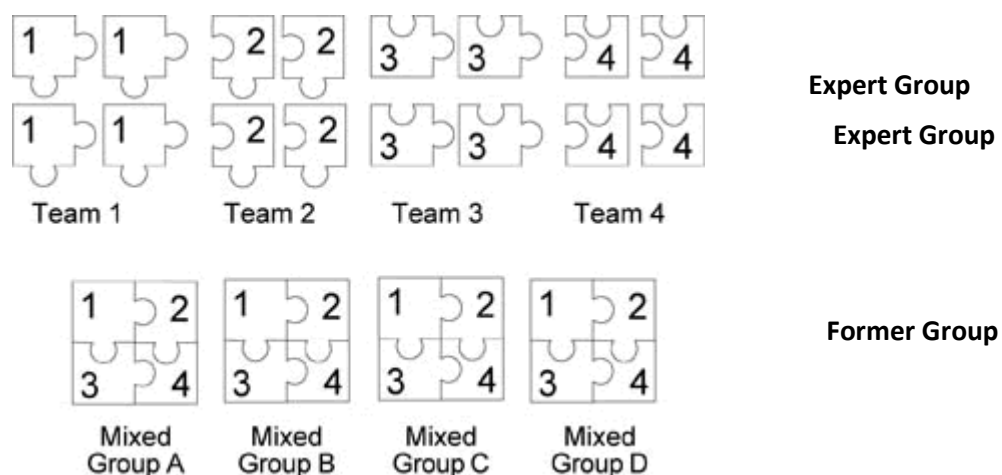 1 1 2 2 3 3 4 4
Expert Group
1 1 2 2 3 3 4 4
Expert Group
Team 1 Team 2 Team 3 Team 4
1 2 1 2 1 2 1 2
Former Group
3 4 3 4 3 4 3 4
Mixed Mixed Mixed Mixed
Group A Group B Group C Group D